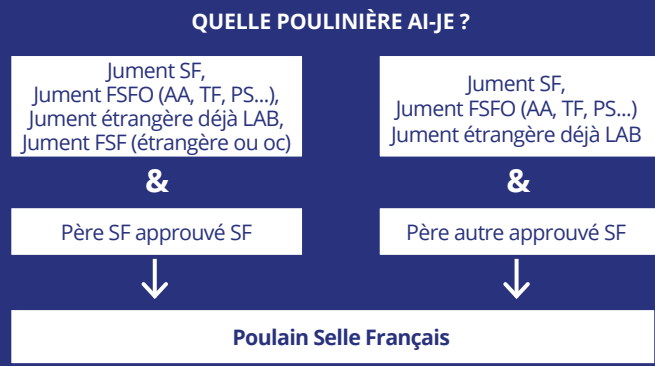 QUELLE POULINIÈRE AI-JE ?
Jument SF,
Jument FSFO (AA, TF, PS...),
Jument étrangère déjà LAB,
Jument FSF (étrangère ou oc)
&
Père SF approuvé SF
Jument SF,
Jument FSFO (AA, TF, PS...)
Jument étrangère déjà LAB
&
Père autre approuvé SF
Poulain Selle Français